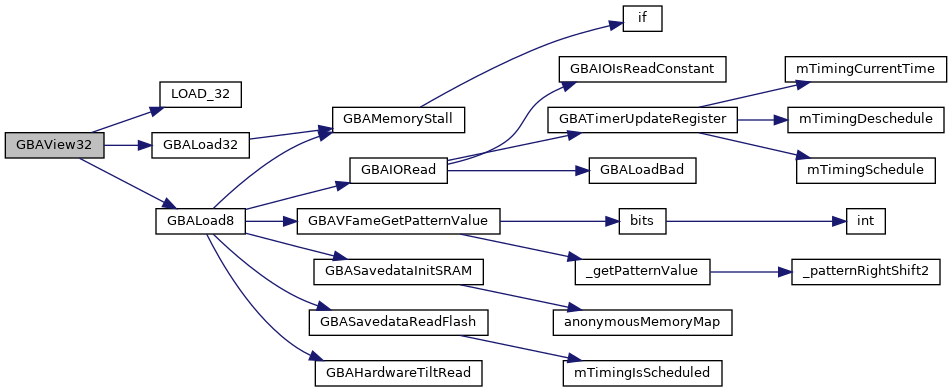 if
GBAIOIsReadConstant
mTimingCurrentTime
LOAD_32
GBAMemoryStall
GBATimerUpdateRegister
mTimingDeschedule
GBAView32
GBALoad32
GBAIORead
GBALoadBad
mTimingSchedule
GBALoad8
GBAVFameGetPatternValue
bits
int
GBASavedataInitSRAM
_getPatternValue
_patternRightShift2
GBASavedataReadFlash
anonymousMemoryMap
GBAHardwareTiltRead
mTimingIsScheduled